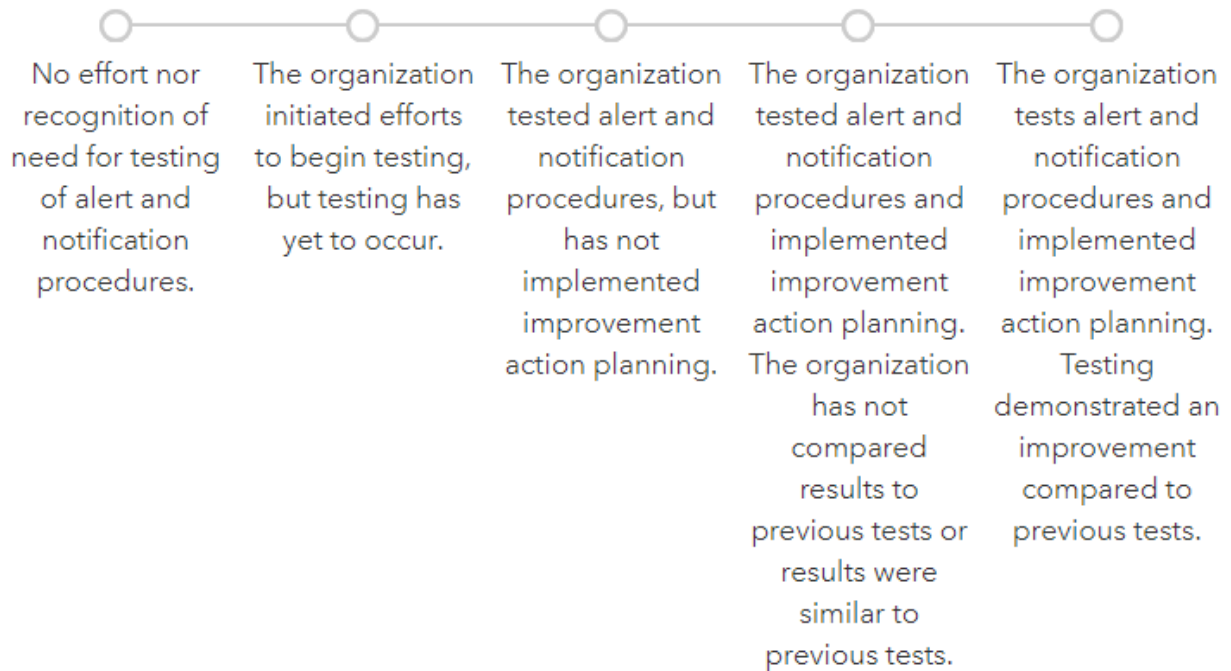 No effort nor
recognition of
need for testing
of alert and
notification
procedures.
The organization
initiated efforts
to begin testing,
but testing has
yet to occur.
The organization
tested alert and
notification
procedures, but
has not
implemented
improvement
action planning.
The organization
tested alert and
notification
procedures and
implemented
improvement
action planning.
The organization
has not
compared
results to
previous tests or
results were
similar to
previous tests.
The organization
tests alert and
notification
procedures and
implemented
improvement
action planning.
Testing
demonstrated an
improvement
compared to
previous tests.